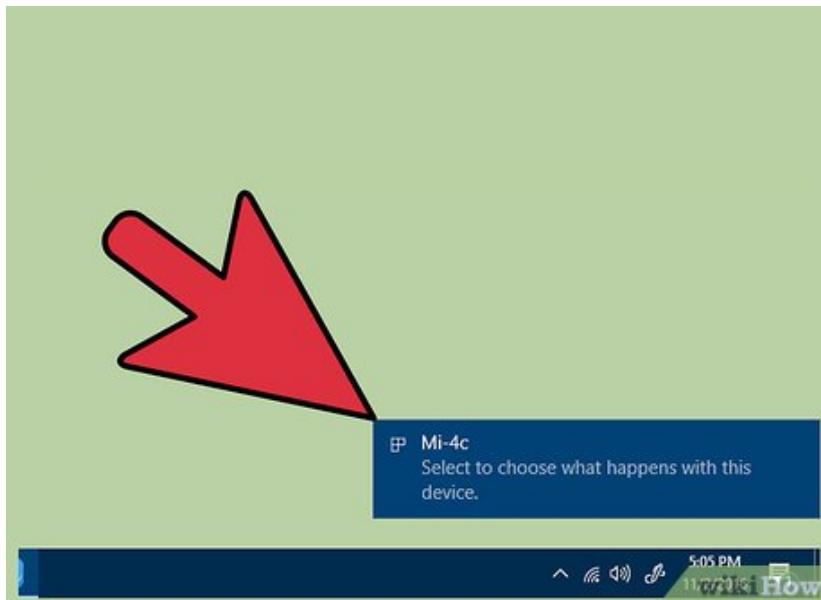 Mi-4c
Select to choose what happens with this
device.
5:05 PM
wikiHow